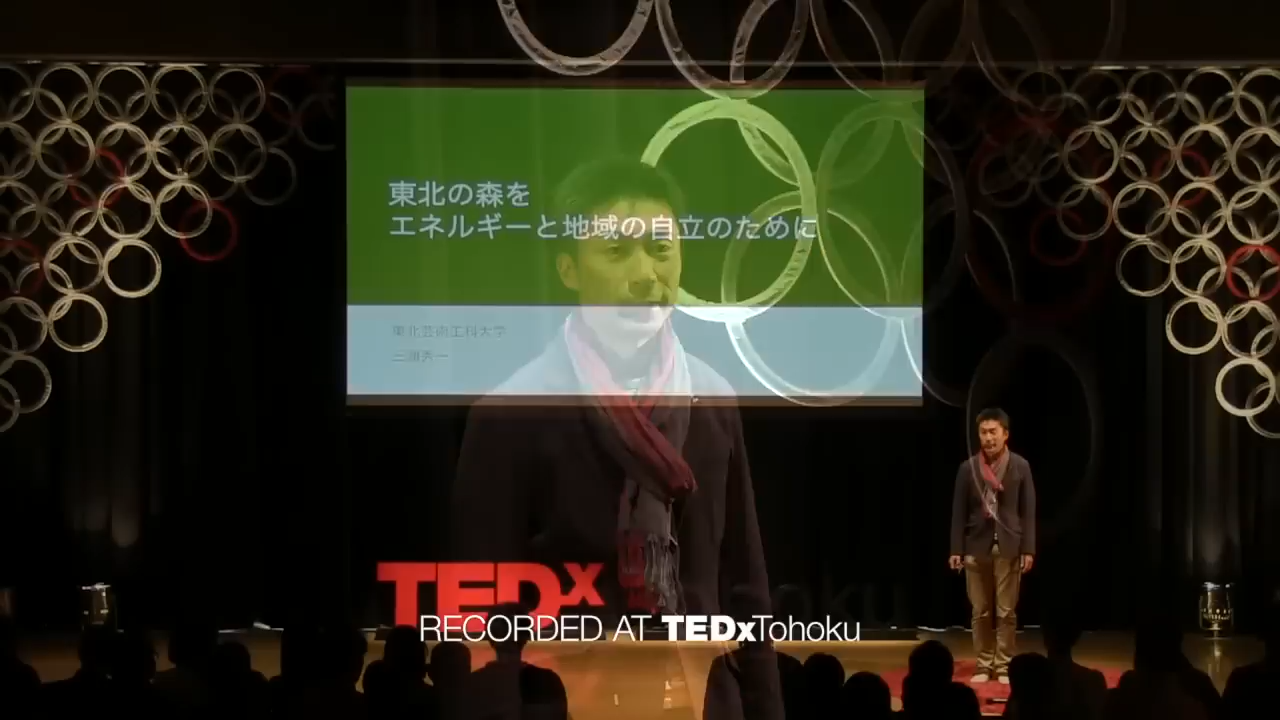 東北の森を
エネルギーと地域の自立のために
東北芸術工科大学
三浦秀一
TEDx Tohoku
RECORDED AT TEDxTohoku